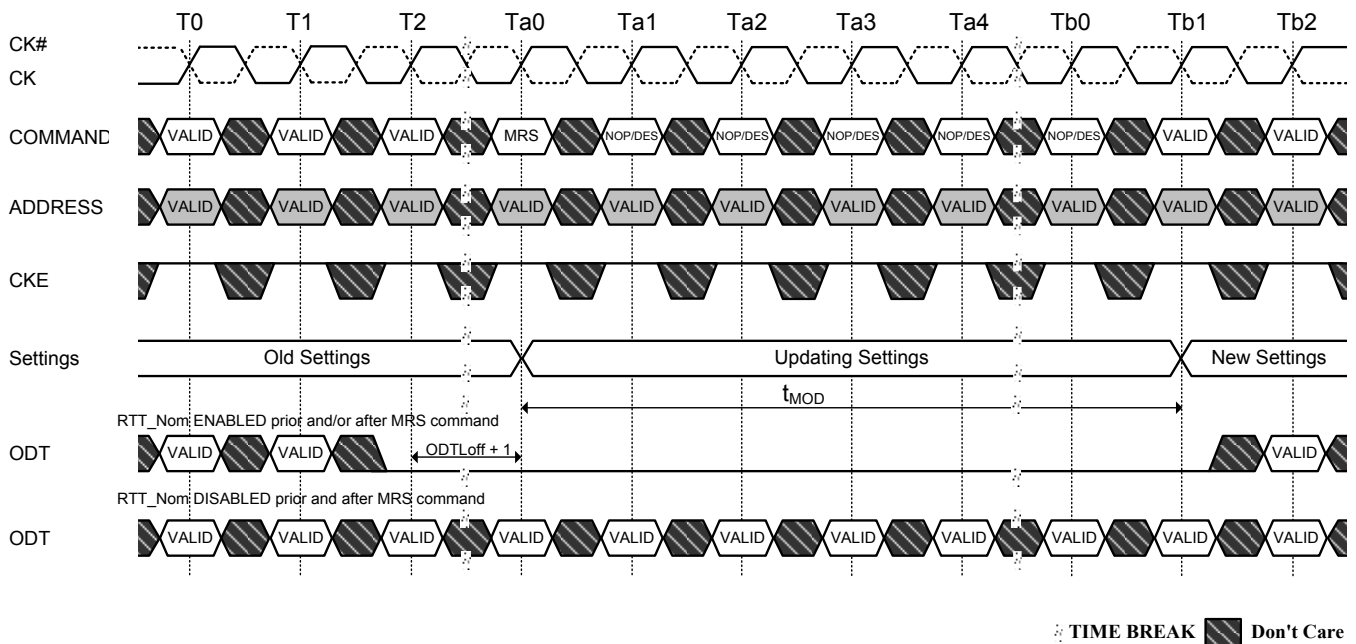 T0 T1 T2 Ta0 Ta1 Ta2 Ta3 Ta4 Tb0 Tb1 Tb2
CK#
CK
COMMAND VALID VALID VALID MRS NOP/DES NOP/DES NOP/DES NOP/DES NOP/DES VALID VALID
ADDRESS VALID VALID VALID VALID VALID VALID VALID VALID VALID VALID VALID
CKE
Settings Old Settings Updating Settings New Settings
tMOD
RTT_Nom ENABLED prior and/or after MRS command
ODT VALID VALID ODTLoff + 1 VALID
RTT_Nom DISABLED prior and after MRS command
ODT VALID VALID VALID VALID VALID VALID VALID VALID VALID VALID VALID
TIME BREAK Don't Care